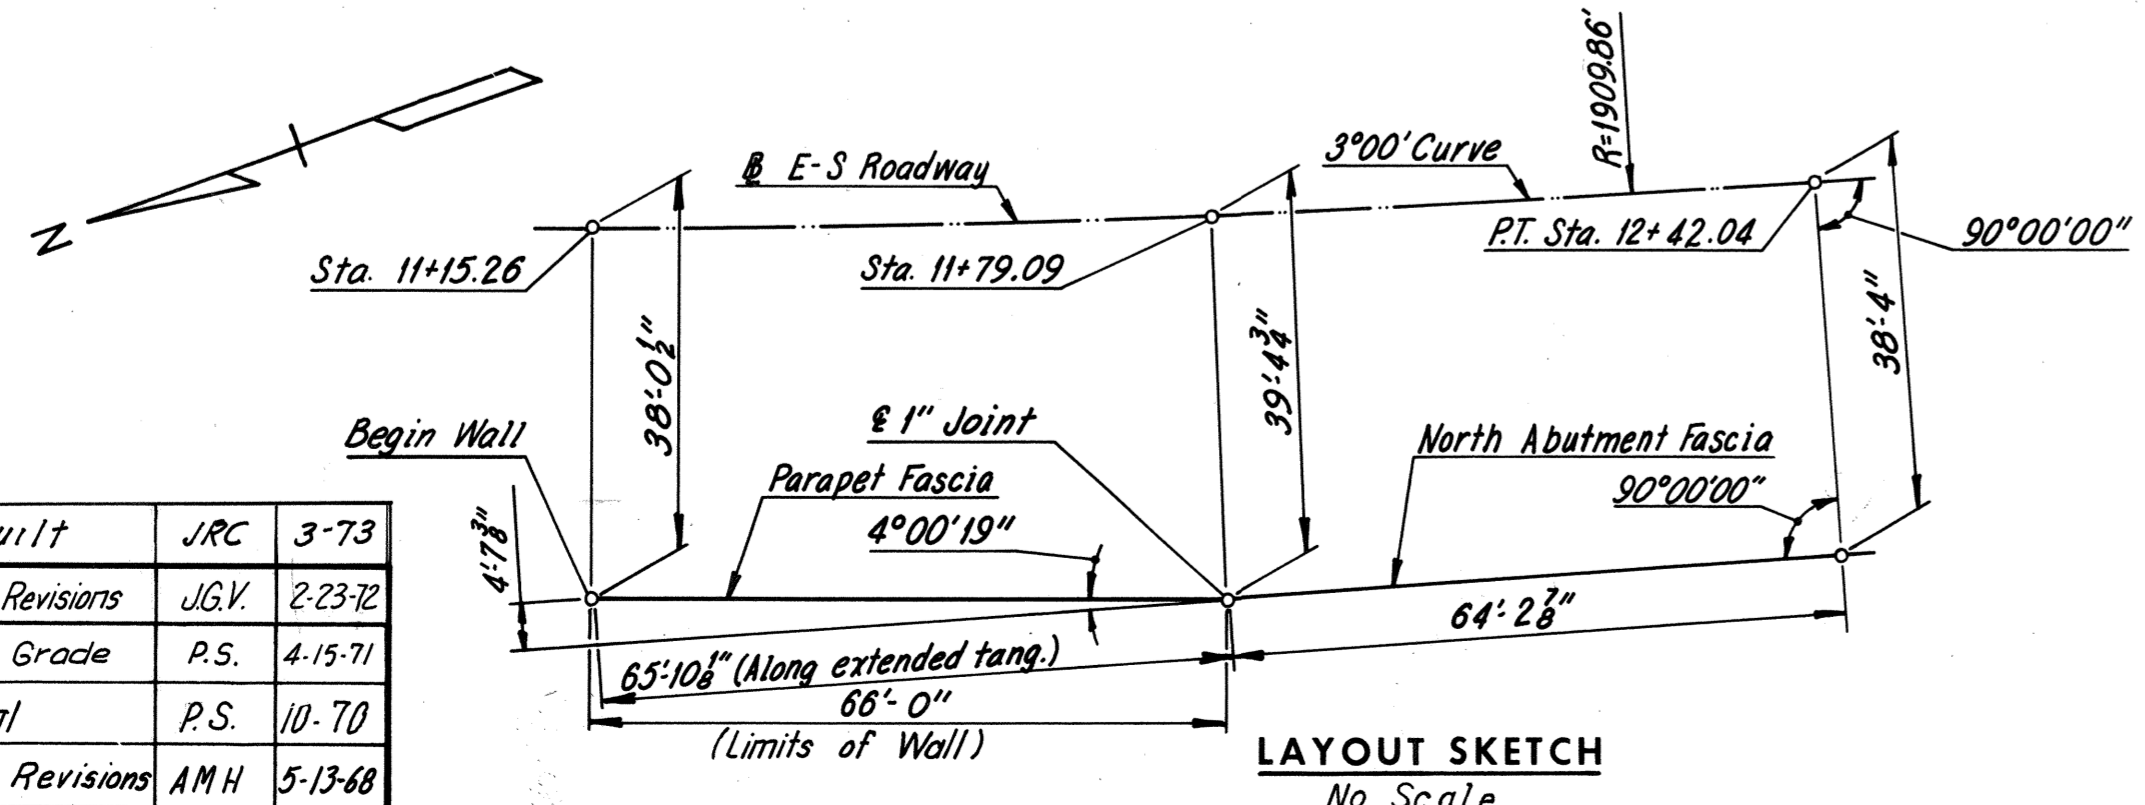 N
R=1909.86'
3°00' Curve
℄ E-S Roadway
Sta. 11+15.26
Sta. 11+79.09
P.T. Sta. 12+42.04
90°00'00"
38'-0½"
39'-4¾"
38'-4"
Begin Wall
℄ 1" Joint
North Abutment Fascia
Parapet Fascia
90°00'00"
4'-7⅜"
4°00'19"
64'-2⅞"
65'-10⅛" (Along extended tang.)
66'-0"
(Limits of Wall)
LAYOUT SKETCH
No Scale
JRC 3-73
Revisions J.G.V. 2-23-72
Grade P.S. 4-15-71
P.S. 10-70
Revisions AMH 5-13-68